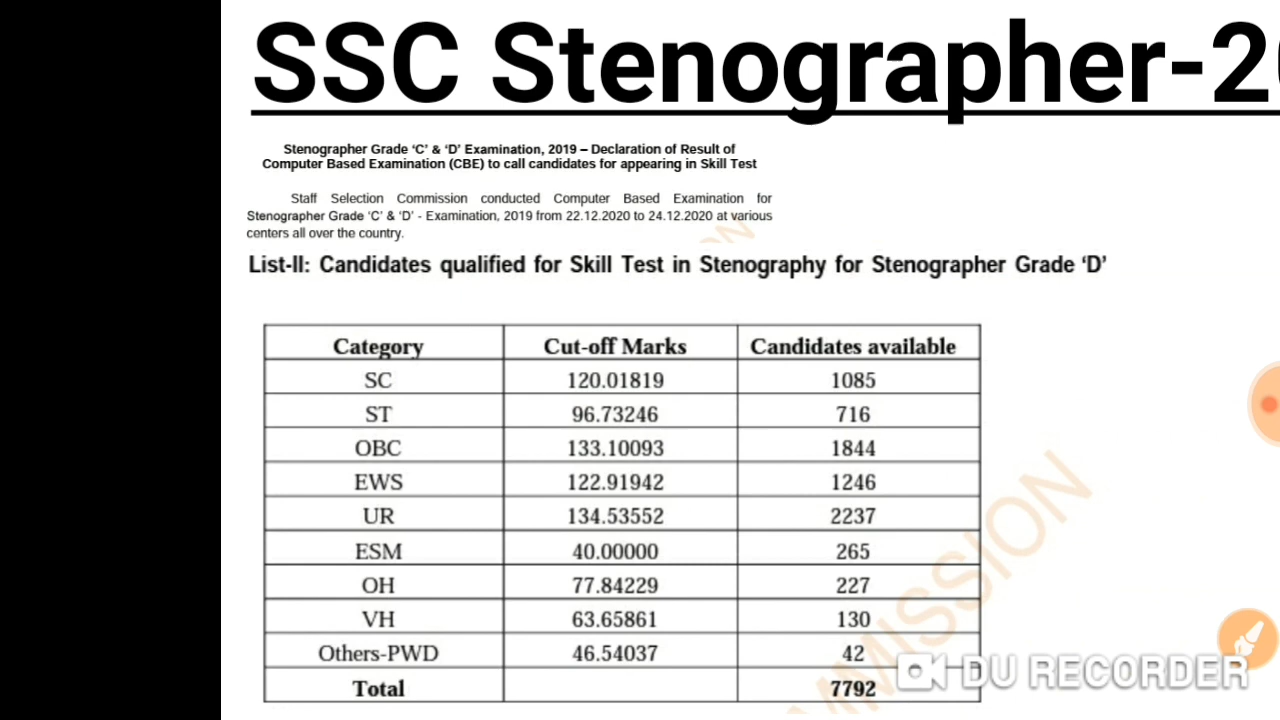 SSC Stenographer-2
Stenographer Grade ‘C’ & ‘D’ Examination, 2019 – Declaration of Result of
Computer Based Examination (CBE) to call candidates for appearing in Skill Test
Staff Selection Commission conducted Computer Based Examination for
Stenographer Grade ‘C’ & ‘D’ - Examination, 2019 from 22.12.2020 to 24.12.2020 at various
centers all over the country.
List-II: Candidates qualified for Skill Test in Stenography for Stenographer Grade ‘D’
Category Cut-off Marks Candidates available
SC 120.01819 1085
ST 96.73246 716
OBC 133.10093 1844
EWS 122.91942 1246
UR 134.53552 2237
ESM 40.00000 265
OH 77.84229 227
VH 63.65861 130
Others-PWD 46.54037 42
Total 7792
MMISSION
DU RECORDER